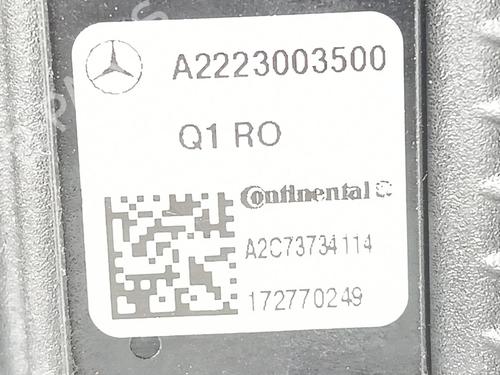 A2223003500
Q1 RO
Continental
A2C73734114
172770249